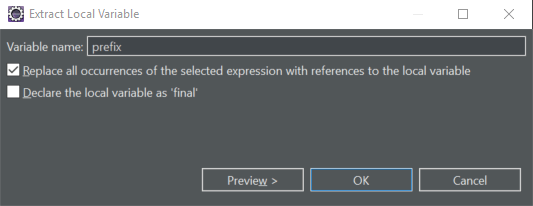 Extract Local Variable
Variable name: prefix
Replace all occurrences of the selected expression with references to the local variable
Declare the local variable as 'final'
Preview > OK Cancel